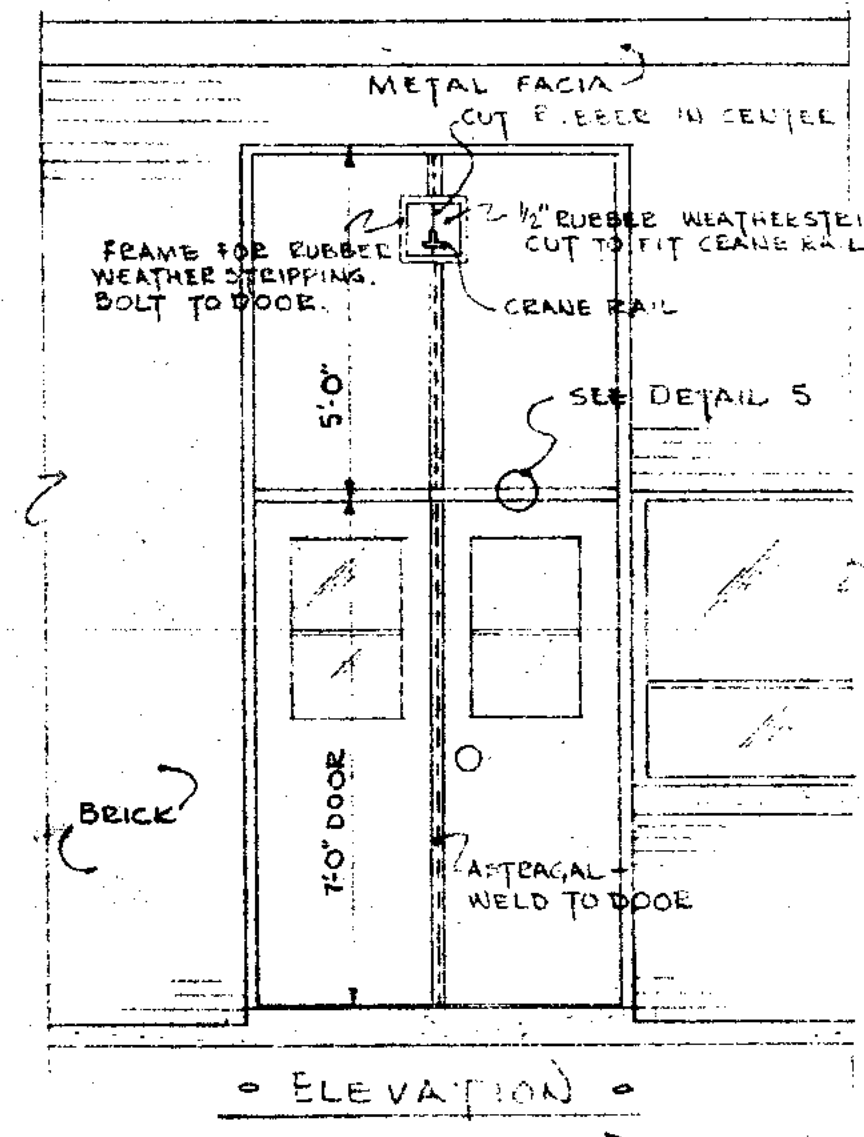 METAL FACIA
CUT RUBBER IN CENTER
1/2" RUBBER WEATHERSTRI
CUT TO FIT CRANE RAIL
FRAME FOR RUBBER
WEATHER STRIPPING.
BOLT TO DOOR.
CRANE RAIL
5'-0"
SEE DETAIL 5
7'-0" DOOR
BRICK
ASTRAGAL -
WELD TO DOOR
• ELEVATION •